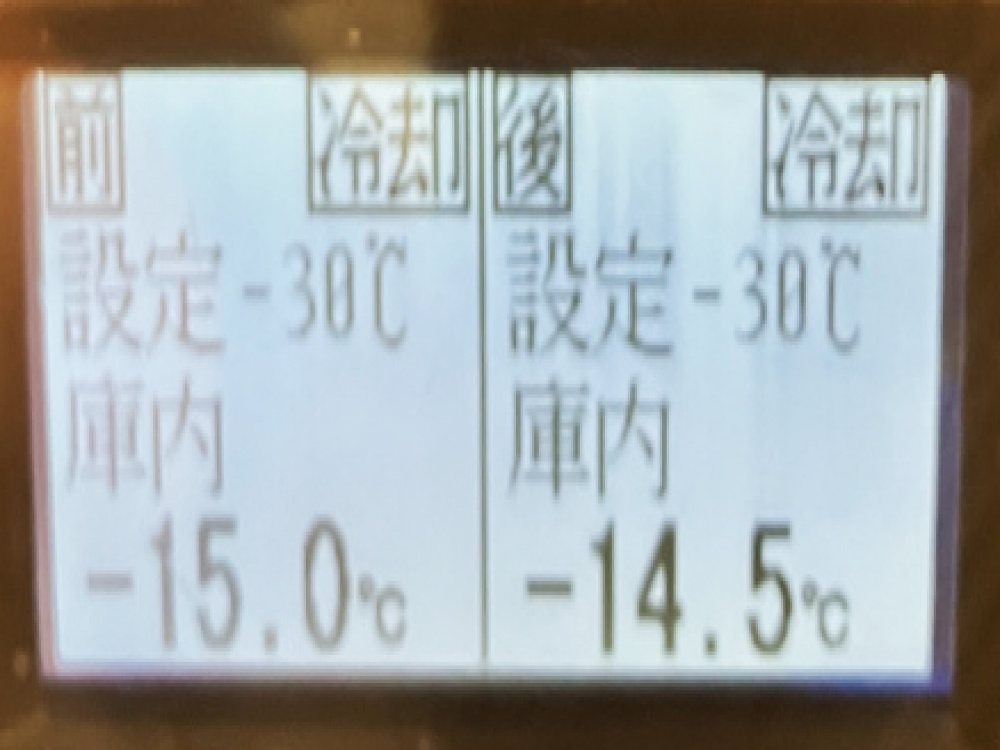 前 冷却
設定 -30℃
庫内
-15.0℃
後 冷却
設定 -30℃
庫内
-14.5℃